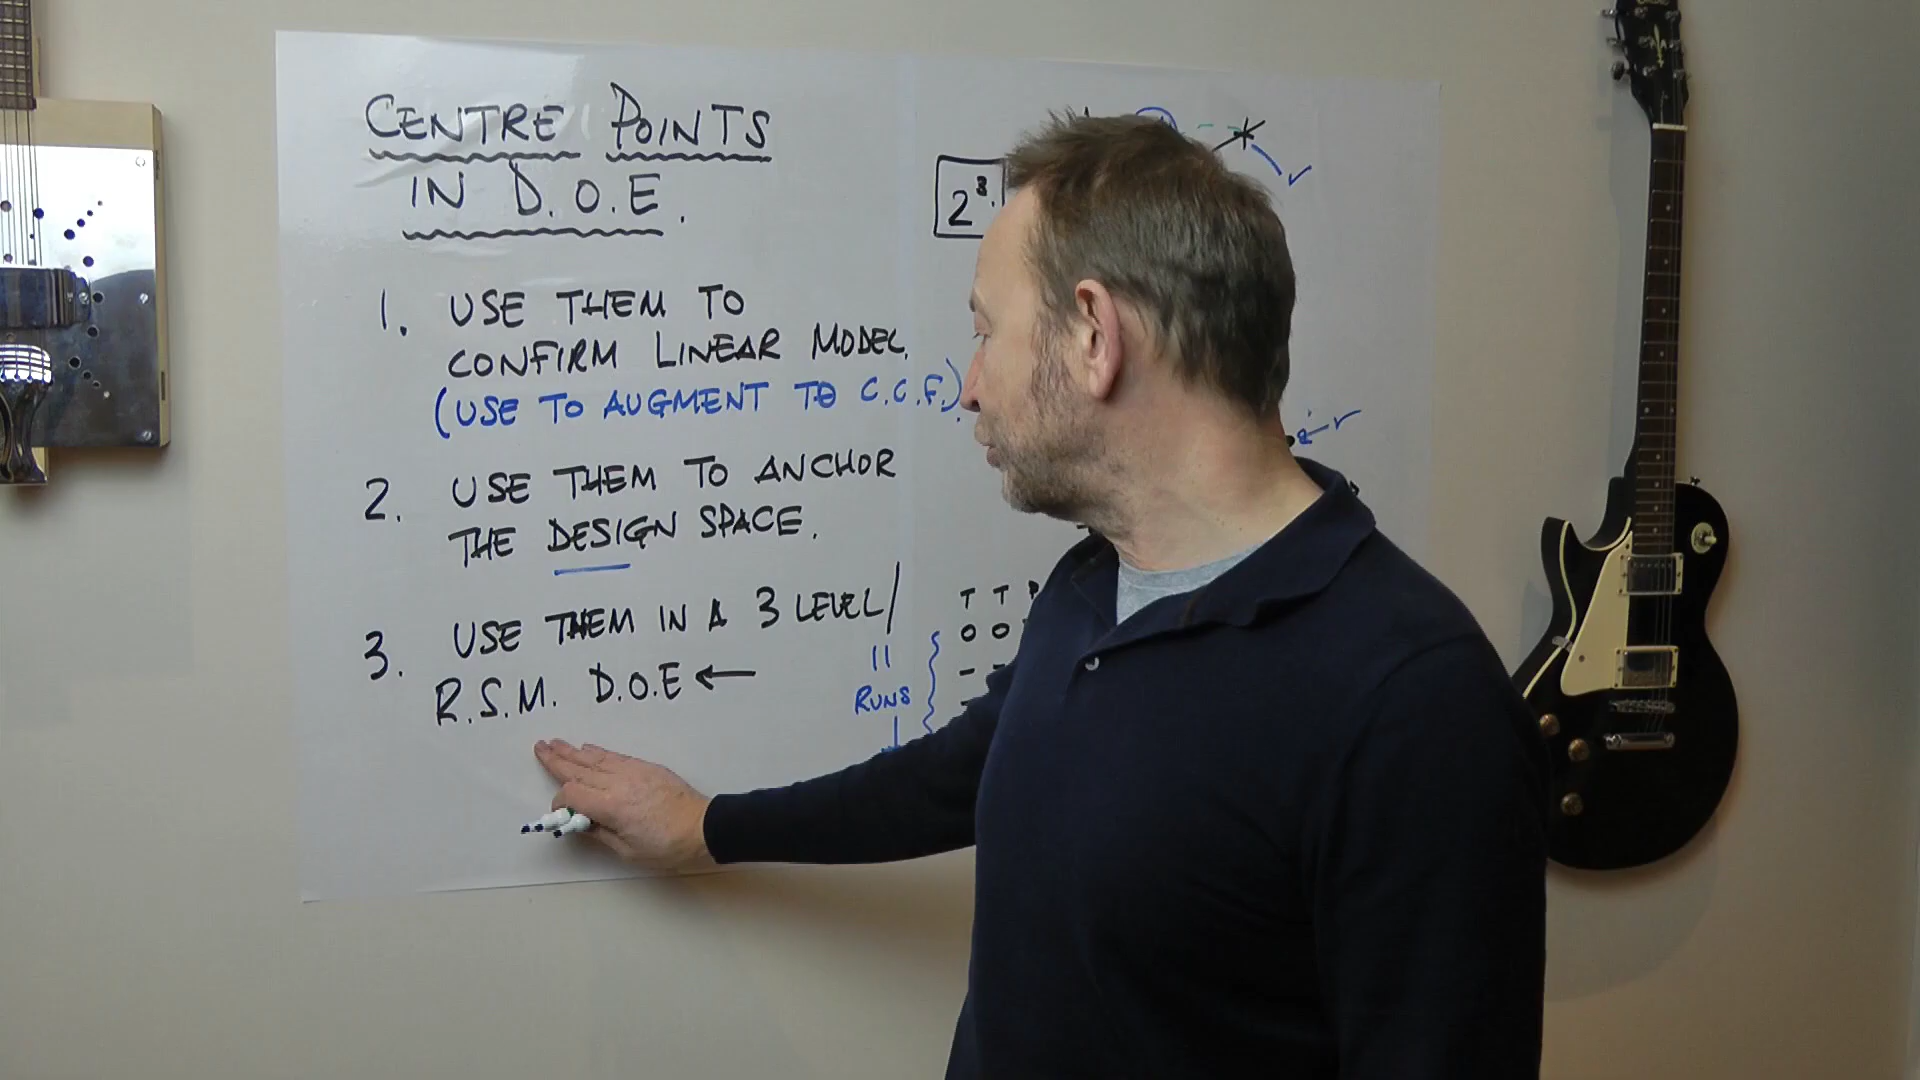 CENTRE POINTS
IN D.O.E.
1. USE THEM TO
CONFIRM LINEAR MODEL.
(USE TO AUGMENT TO C.C.F.).
2. USE THEM TO ANCHOR
THE DESIGN SPACE.
3. USE THEM IN A 3 LEVEL/
R.S.M. D.O.E ←
2³.
T T P
O O
- -
-
11
RUNS